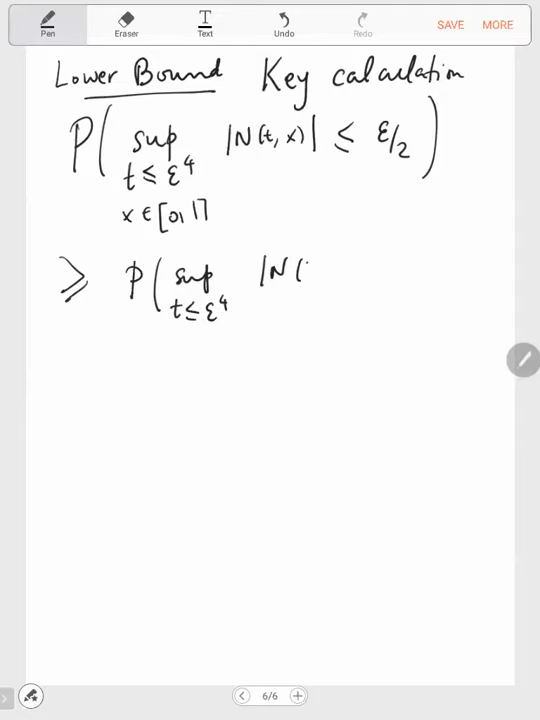 Pen Eraser Text Undo Redo SAVE MORE
Lower Bound Key calculation
P( sup |N(t, x)| ≤ ε/2 )
t ≤ ε⁴
x ∈ [0, 1]
≥ P( sup |N(
t ≤ ε⁴
6/6